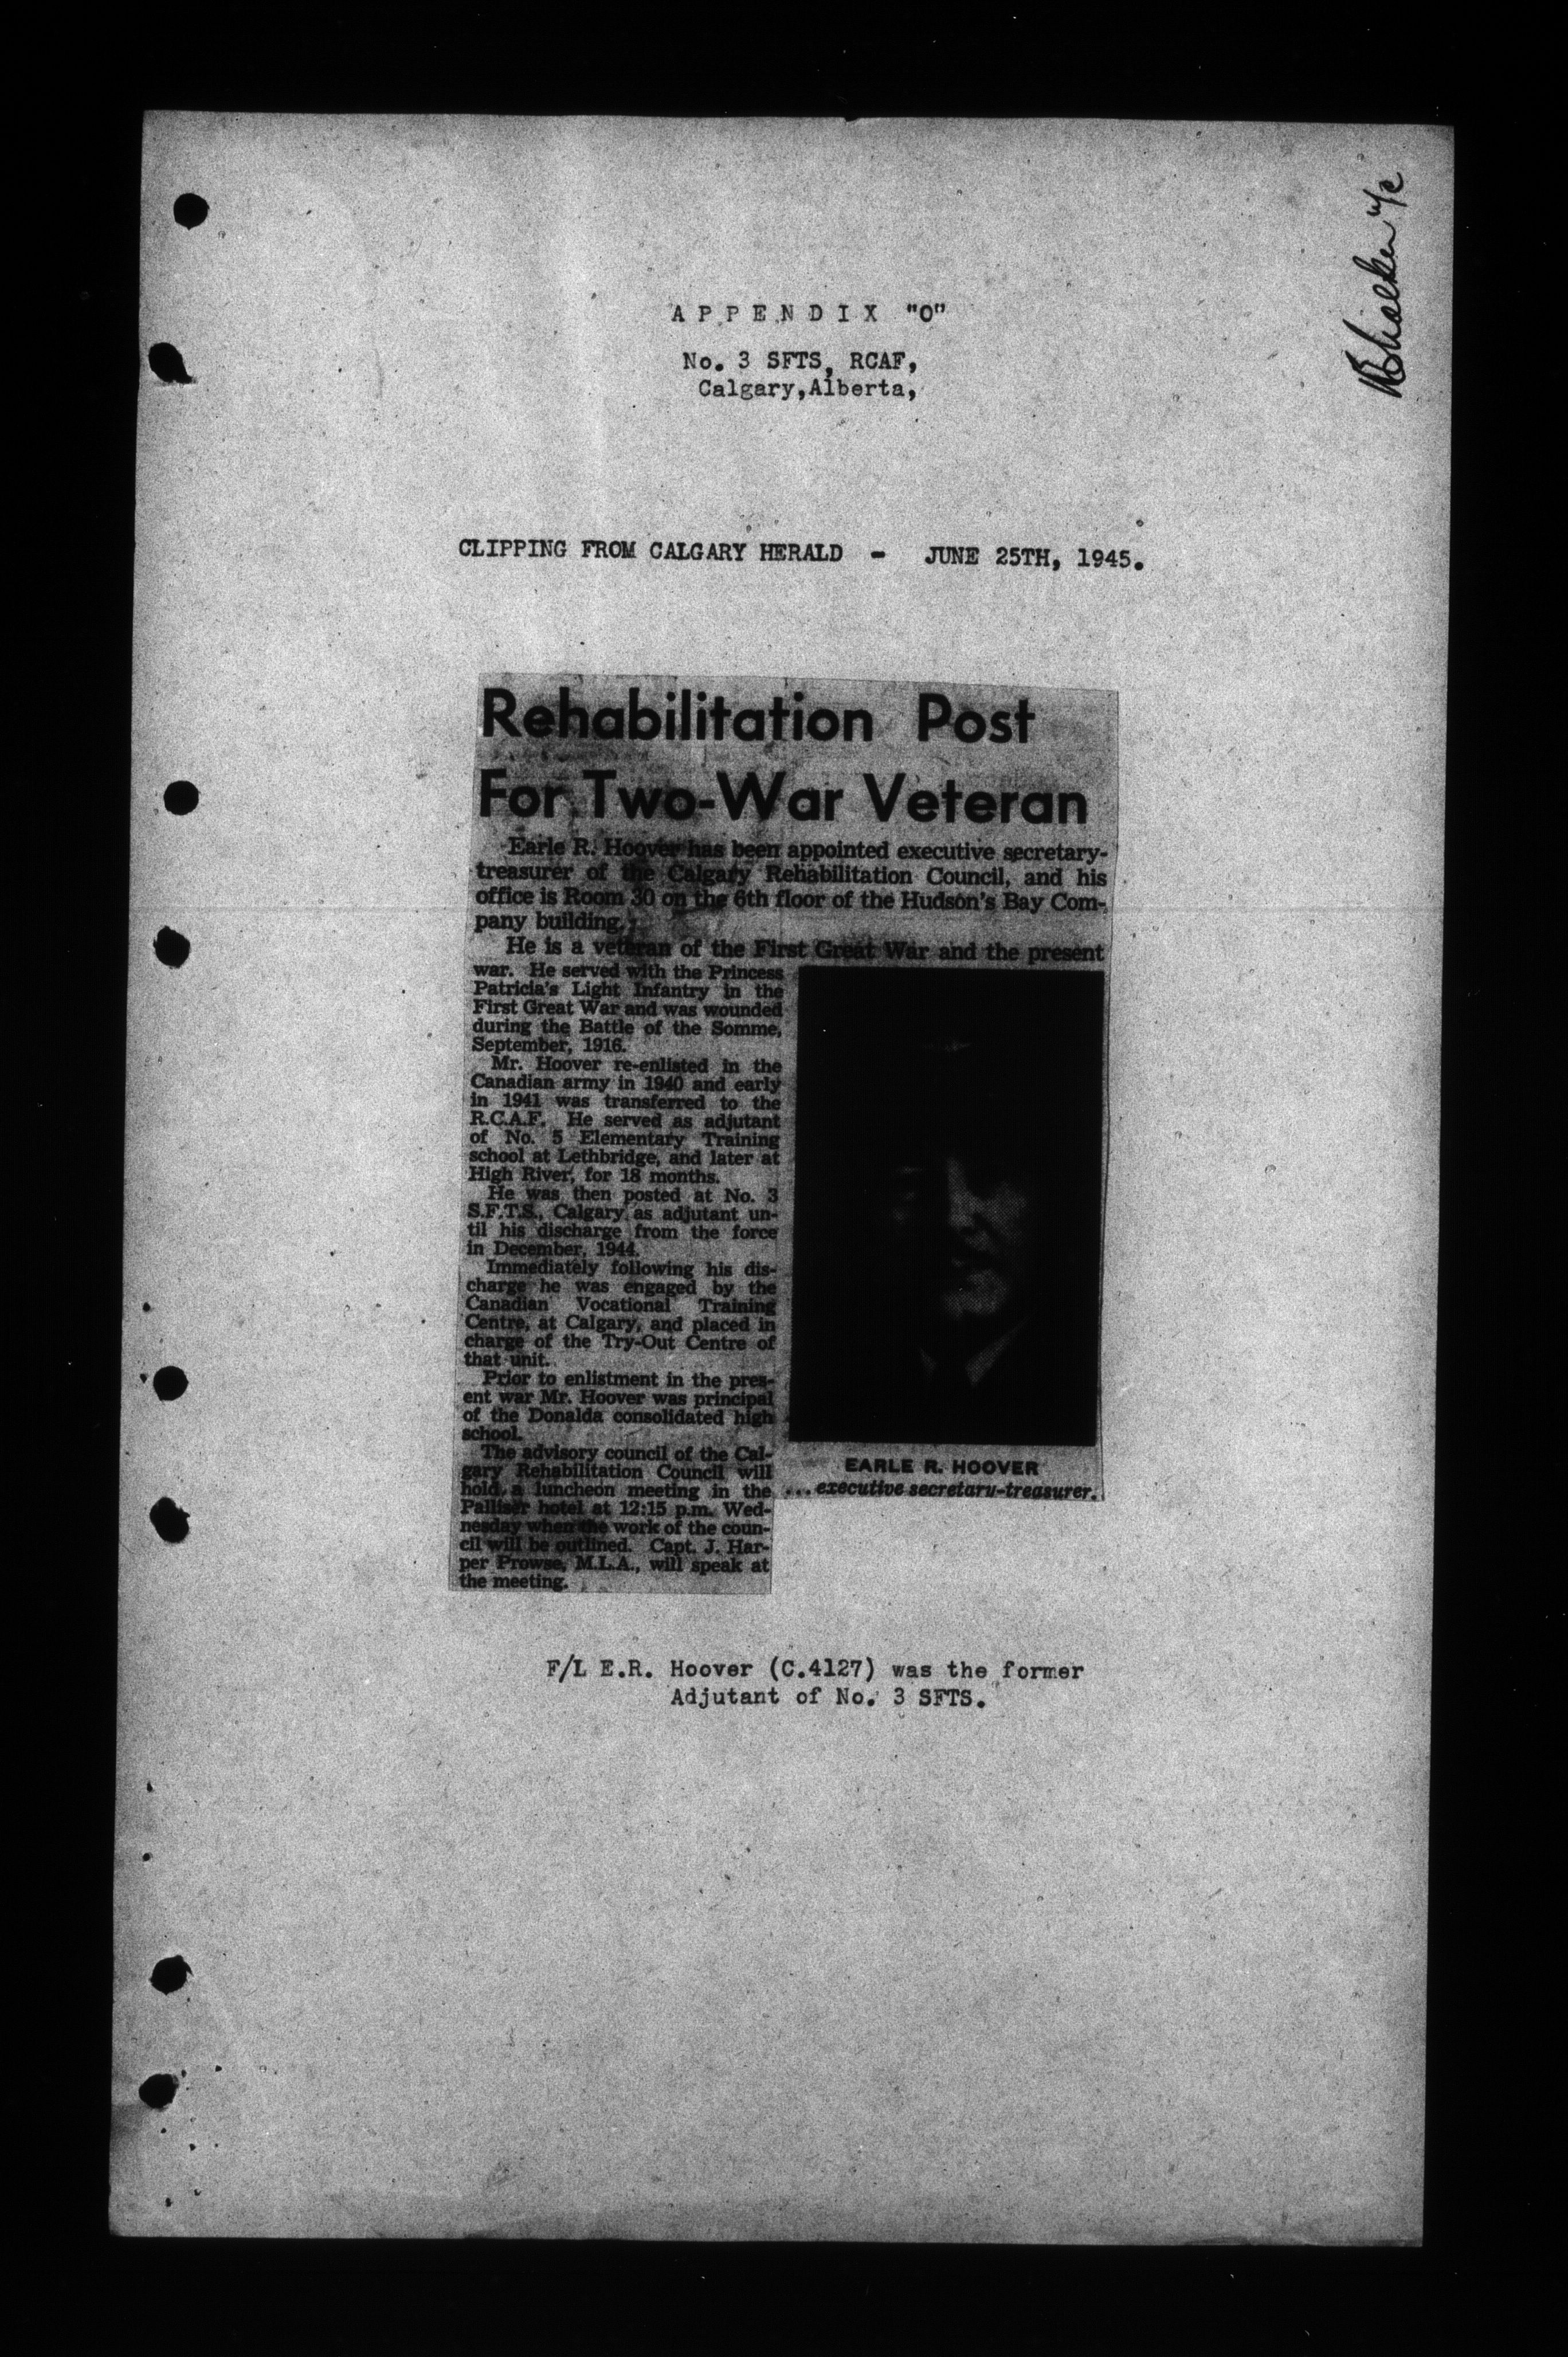 A P P E N D I X "O"
No. 3 SFTS, RCAF,
Calgary,Alberta,
CLIPPING FROM CALGARY HERALD - JUNE 25TH, 1945.
Rehabilitation Post
For Two-War Veteran
Earle R. Hoover has been appointed executive secretary-
treasurer of the Calgary Rehabilitation Council, and his
office is Room 30 on the 6th floor of the Hudson's Bay Com-
pany building.
He is a veteran of the First Great War and the present
war. He served with the Princess
Patricia's Light Infantry in the
First Great War and was wounded
during the Battle of the Somme,
September, 1916.
Mr. Hoover re-enlisted in the
Canadian army in 1940 and early
in 1941 was transferred to the
R.C.A.F. He served as adjutant
of No. 5 Elementary Training
school at Lethbridge, and later at
High River, for 18 months.
He was then posted at No. 3
S.F.T.S., Calgary, as adjutant un-
til his discharge from the force
in December, 1944.
Immediately following his dis-
charge he was engaged by the
Canadian Vocational Training
Centre, at Calgary, and placed in
charge of the Try-Out Centre of
that unit.
Prior to enlistment in the pres-
ent war Mr. Hoover was principal
of the Donalda consolidated high
school.
The advisory council of the Cal-
gary Rehabilitation Council will
hold a luncheon meeting in the
Palliser hotel at 12:15 p.m. Wed-
nesday when the work of the coun-
cil will be outlined. Capt. J. Har-
per Prowse, M.L.A., will speak at
the meeting.
EARLE R. HOOVER
...executive secretary-treasurer.
F/L E.R. Hoover (C.4127) was the former
Adjutant of No. 3 SFTS.